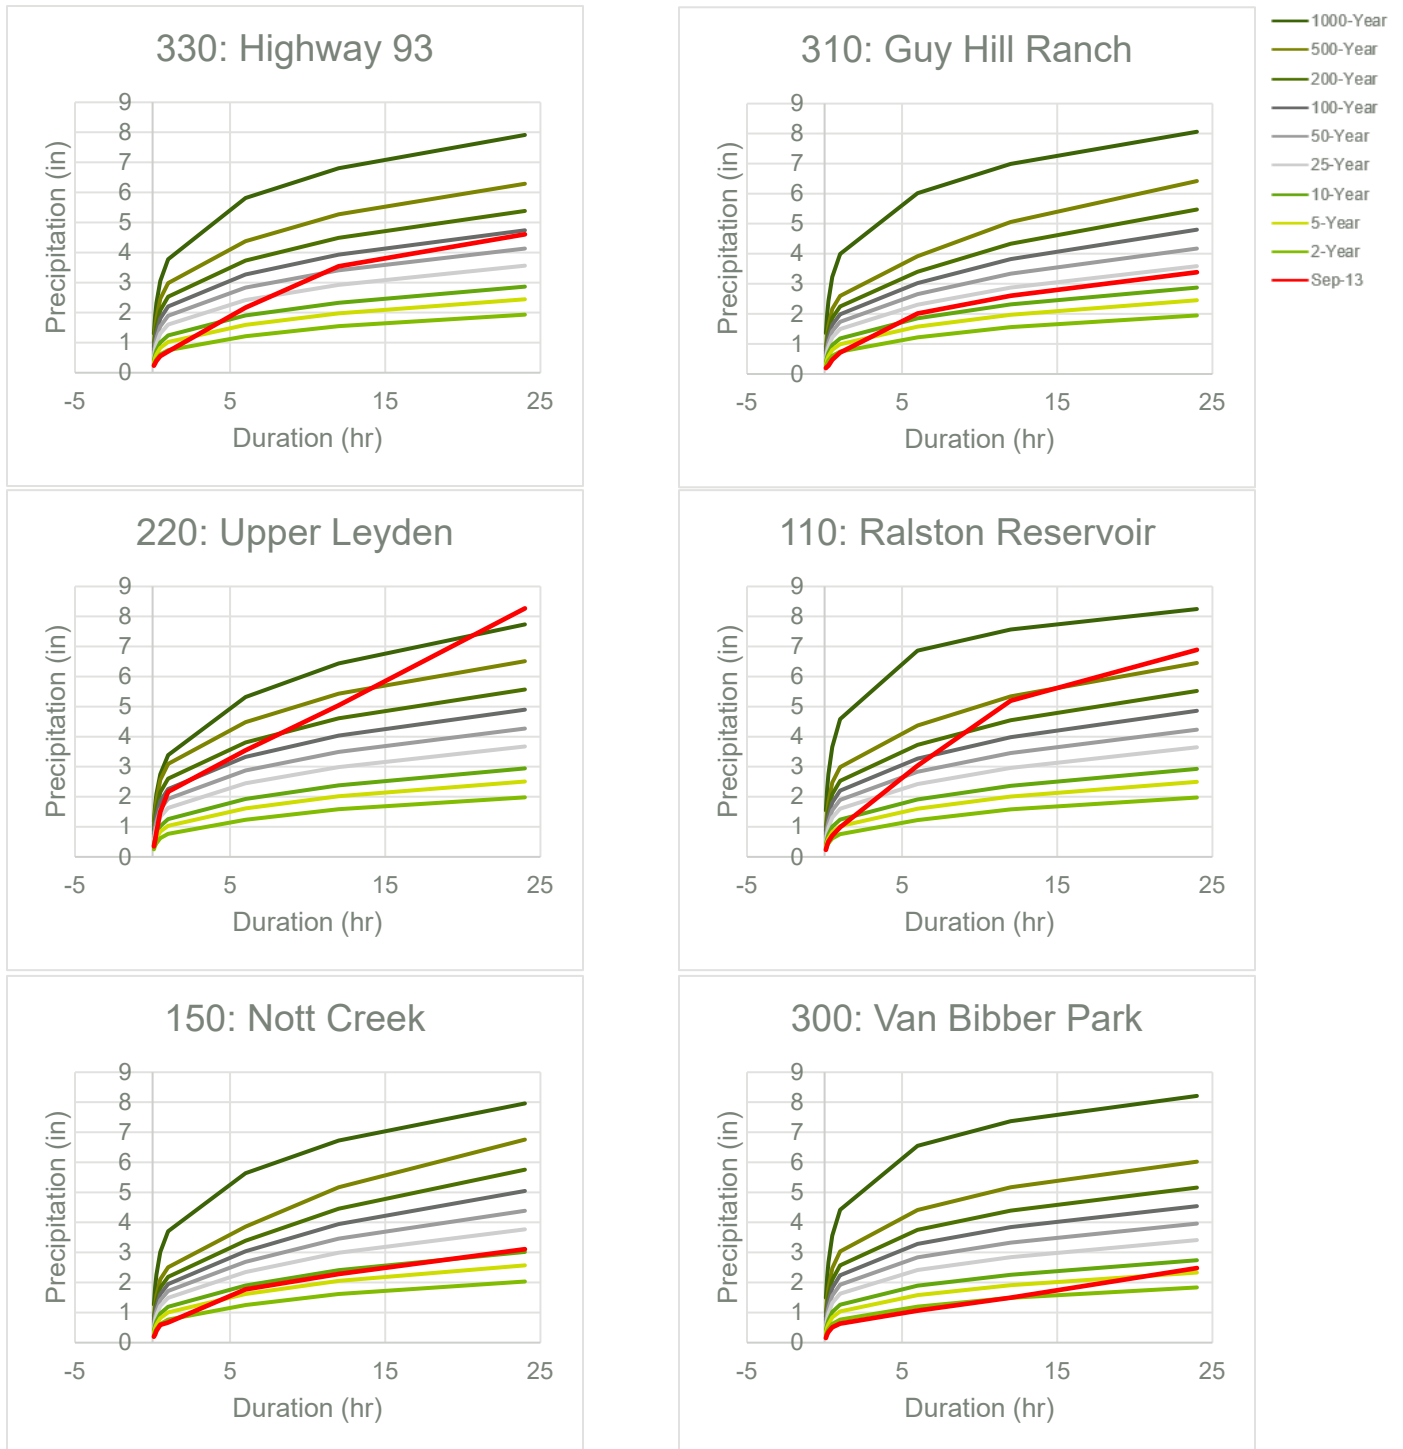 330: Highway 93
Precipitation (in)
9
8
7
6
5
4
3
2
1
0
-5 5 15 25
Duration (hr)
310: Guy Hill Ranch
Precipitation (in)
9
8
7
6
5
4
3
2
1
0
-5 5 15 25
Duration (hr)
1000-Year
500-Year
200-Year
100-Year
50-Year
25-Year
10-Year
5-Year
2-Year
Sep-13
220: Upper Leyden
Precipitation (in)
9
8
7
6
5
4
3
2
1
0
-5 5 15 25
Duration (hr)
110: Ralston Reservoir
Precipitation (in)
9
8
7
6
5
4
3
2
1
0
-5 5 15 25
Duration (hr)
150: Nott Creek
Precipitation (in)
9
8
7
6
5
4
3
2
1
0
-5 5 15 25
Duration (hr)
300: Van Bibber Park
Precipitation (in)
9
8
7
6
5
4
3
2
1
0
-5 5 15 25
Duration (hr)